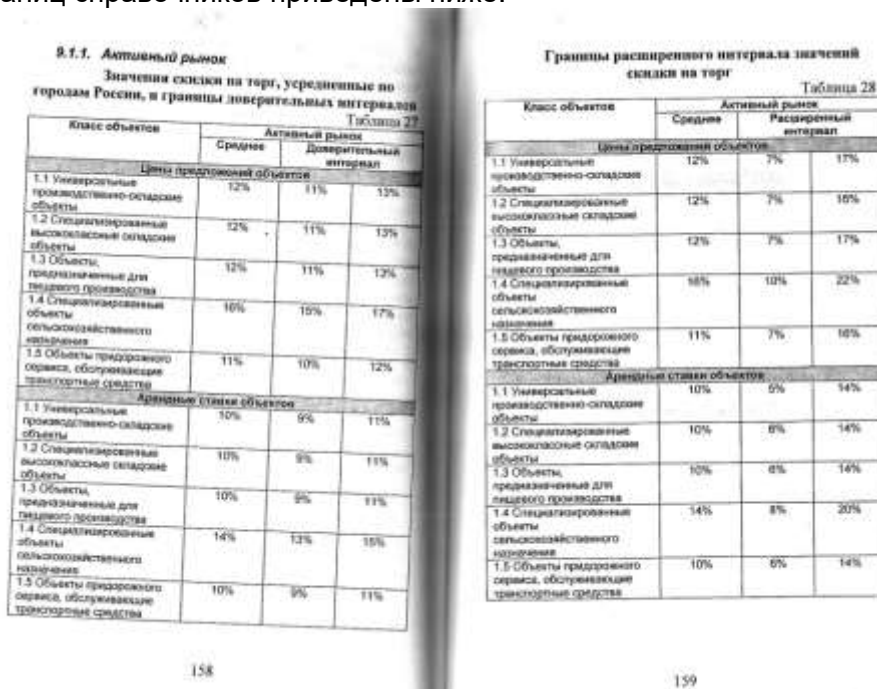 справочников приведены ниже.
9.1.1. Активный рынок
Значения скидки на торг, усредненные по
городам России, и границы доверительных интервалов
Таблица 27
Класс объектов
Активный рынок
Среднее
Доверительный
интервал
Цены предложений объектов
1.1 Универсальные
производственно-складские
объекты
12% 11% 13%
1.2 Специализированные
высококлассные складские
объекты
12% 11% 13%
1.3 Объекты,
предназначенные для
пищевого производства
12% 11% 13%
1.4 Специализированные
объекты
сельскохозяйственного
назначения
16% 15% 17%
1.5 Объекты придорожного
сервиса, обслуживающие
транспортные средства
11% 10% 12%
Арендные ставки объектов
1.1 Универсальные
производственно-складские
объекты
10% 9% 11%
1.2 Специализированные
высококлассные складские
объекты
10% 9% 11%
1.3 Объекты,
предназначенные для
пищевого производства
10% 9% 11%
1.4 Специализированные
объекты
сельскохозяйственного
назначения
14% 13% 15%
1.5 Объекты придорожного
сервиса, обслуживающие
транспортные средства
10% 9% 11%
158
Границы расширенного интервала значений
скидки на торг
Таблица 28
Класс объектов
Активный рынок
Среднее
Расширенный
интервал
Цены предложений объектов
1.1 Универсальные
производственно-складские
объекты
12% 7% 17%
1.2 Специализированные
высококлассные складские
объекты
12% 7% 16%
1.3 Объекты,
предназначенные для
пищевого производства
12% 7% 17%
1.4 Специализированные
объекты
сельскохозяйственного
назначения
16% 10% 22%
1.5 Объекты придорожного
сервиса, обслуживающие
транспортные средства
11% 7% 16%
Арендные ставки объектов
1.1 Универсальные
производственно-складские
объекты
10% 14%
1.2 Специализированные
высококлассные складские
объекты
10% 6% 14%
1.3 Объекты,
предназначенные для
пищевого производства
10% 6% 14%
1.4 Специализированные
объекты
сельскохозяйственного
назначения
14% 8% 20%
1.5 Объекты придорожного
сервиса, обслуживающие
транспортные средства
10% 6% 14%
159